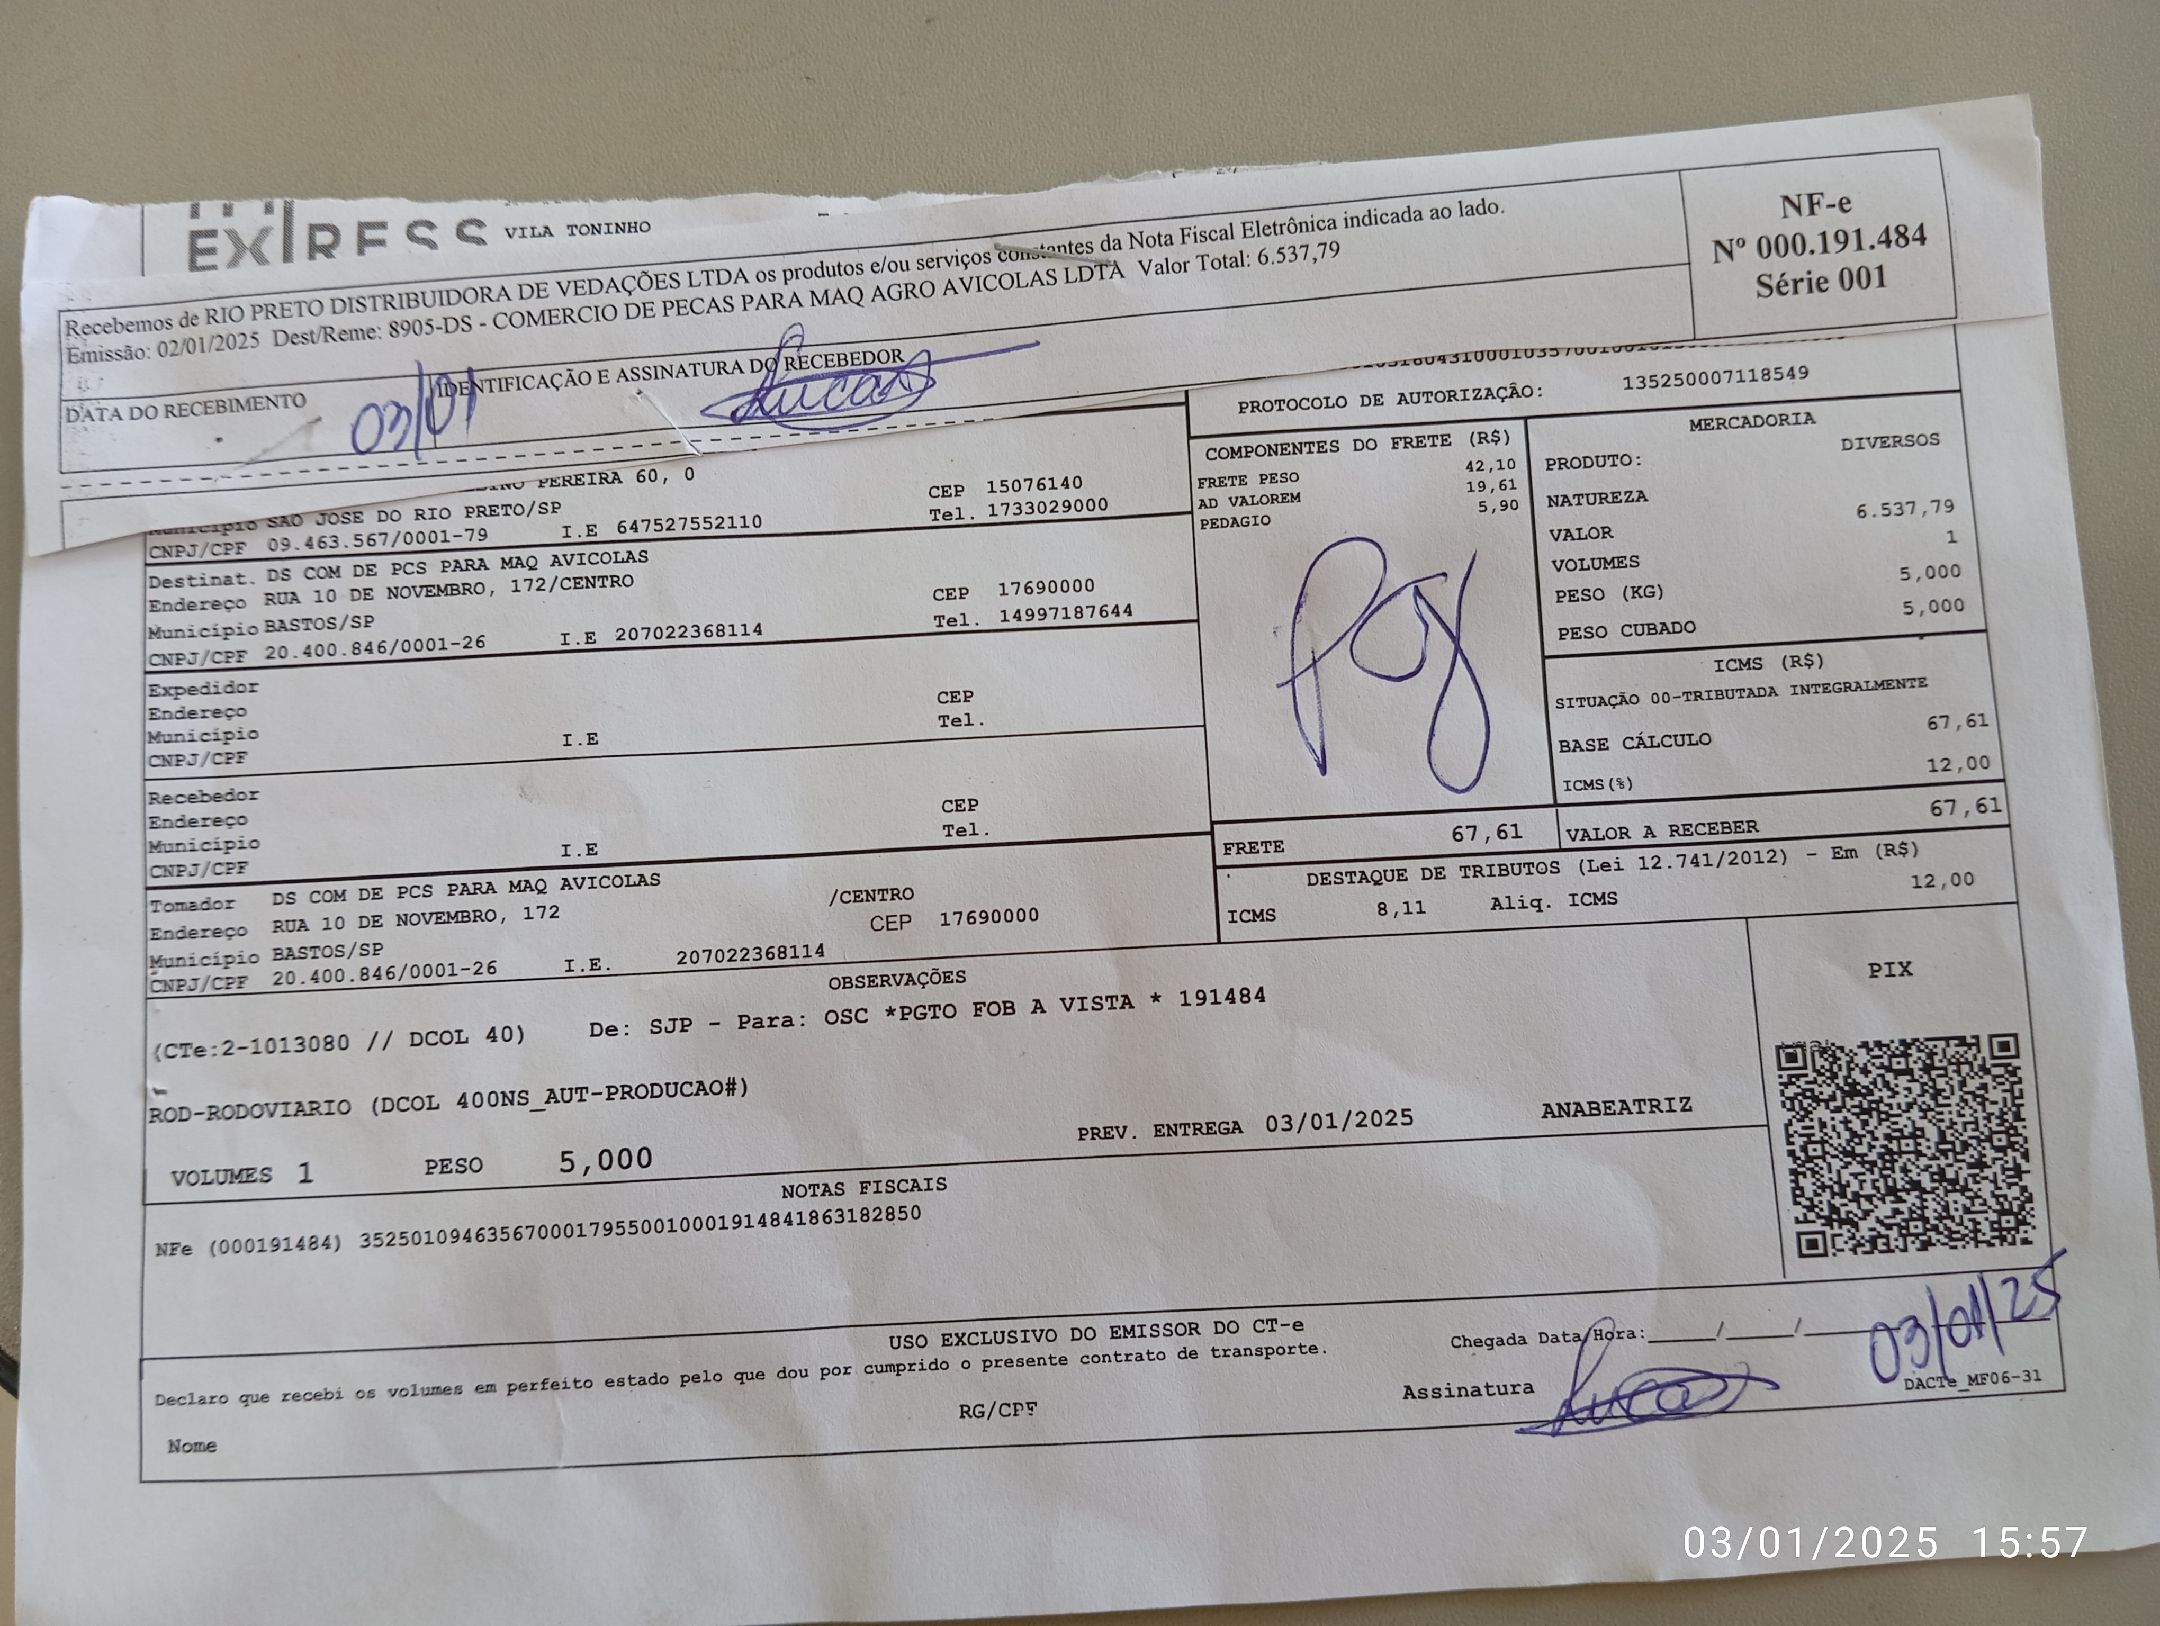 EXPRESS VILA TONINHO
Recebemos de RIO PRETO DISTRIBUIDORA DE VEDAÇÕES LTDA os produtos e/ou serviços constantes da Nota Fiscal Eletrônica indicada ao lado.
Emissão: 02/01/2025 Dest/Reme: 8905-DS - COMERCIO DE PECAS PARA MAQ AGRO AVICOLAS LDTA Valor Total: 6.537,79
NF-e
Nº 000.191.484
Série 001
DATA DO RECEBIMENTO
03/01
IDENTIFICAÇÃO E ASSINATURA DO RECEBEDOR
Lucas
PROTOCOLO DE AUTORIZAÇÃO: 135250007118549
PEREIRA 60, 0 CEP 15076140
Município SAO JOSE DO RIO PRETO/SP Tel. 1733029000
CNPJ/CPF 09.463.567/0001-79 I.E 647527552110
Destinat. DS COM DE PCS PARA MAQ AVICOLAS
Endereço RUA 10 DE NOVEMBRO, 172/CENTRO CEP 17690000
Município BASTOS/SP Tel. 14997187644
CNPJ/CPF 20.400.846/0001-26 I.E 207022368114
Expedidor
Endereço CEP
Município Tel.
CNPJ/CPF I.E
Recebedor
Endereço CEP
Município Tel.
CNPJ/CPF I.E
Tomador DS COM DE PCS PARA MAQ AVICOLAS
Endereço RUA 10 DE NOVEMBRO, 172 /CENTRO
Município BASTOS/SP CEP 17690000
CNPJ/CPF 20.400.846/0001-26 I.E. 207022368114
COMPONENTES DO FRETE (R$)
FRETE PESO 42,10
AD VALOREM 19,61
PEDAGIO 5,90
Pg
FRETE 67,61
MERCADORIA
PRODUTO: DIVERSOS
NATUREZA
VALOR 6.537,79
VOLUMES 1
PESO (KG) 5,000
PESO CUBADO 5,000
ICMS (R$)
SITUAÇÃO 00-TRIBUTADA INTEGRALMENTE
BASE CÁLCULO 67,61
ICMS(%) 12,00
VALOR A RECEBER 67,61
DESTAQUE DE TRIBUTOS (Lei 12.741/2012) - Em (R$)
ICMS 8,11 Aliq. ICMS 12,00
OBSERVAÇÕES
(CTe:2-1013080 // DCOL 40) De: SJP - Para: OSC *PGTO FOB A VISTA * 191484
ROD-RODOVIARIO (DCOL 400NS_AUT-PRODUCAO#)
PREV. ENTREGA 03/01/2025 ANABEATRIZ
VOLUMES 1 PESO 5,000
PIX
NOTAS FISCAIS
NFe (000191484) 35250109463567000179550010001914841863182850
USO EXCLUSIVO DO EMISSOR DO CT-e
Declaro que recebi os volumes em perfeito estado pelo que dou por cumprido o presente contrato de transporte.
Chegada Data/Hora:_____/_____/_____
03/01/25
Nome RG/CPF Assinatura Lucas
DACTe_MF06-31
03/01/2025 15:57